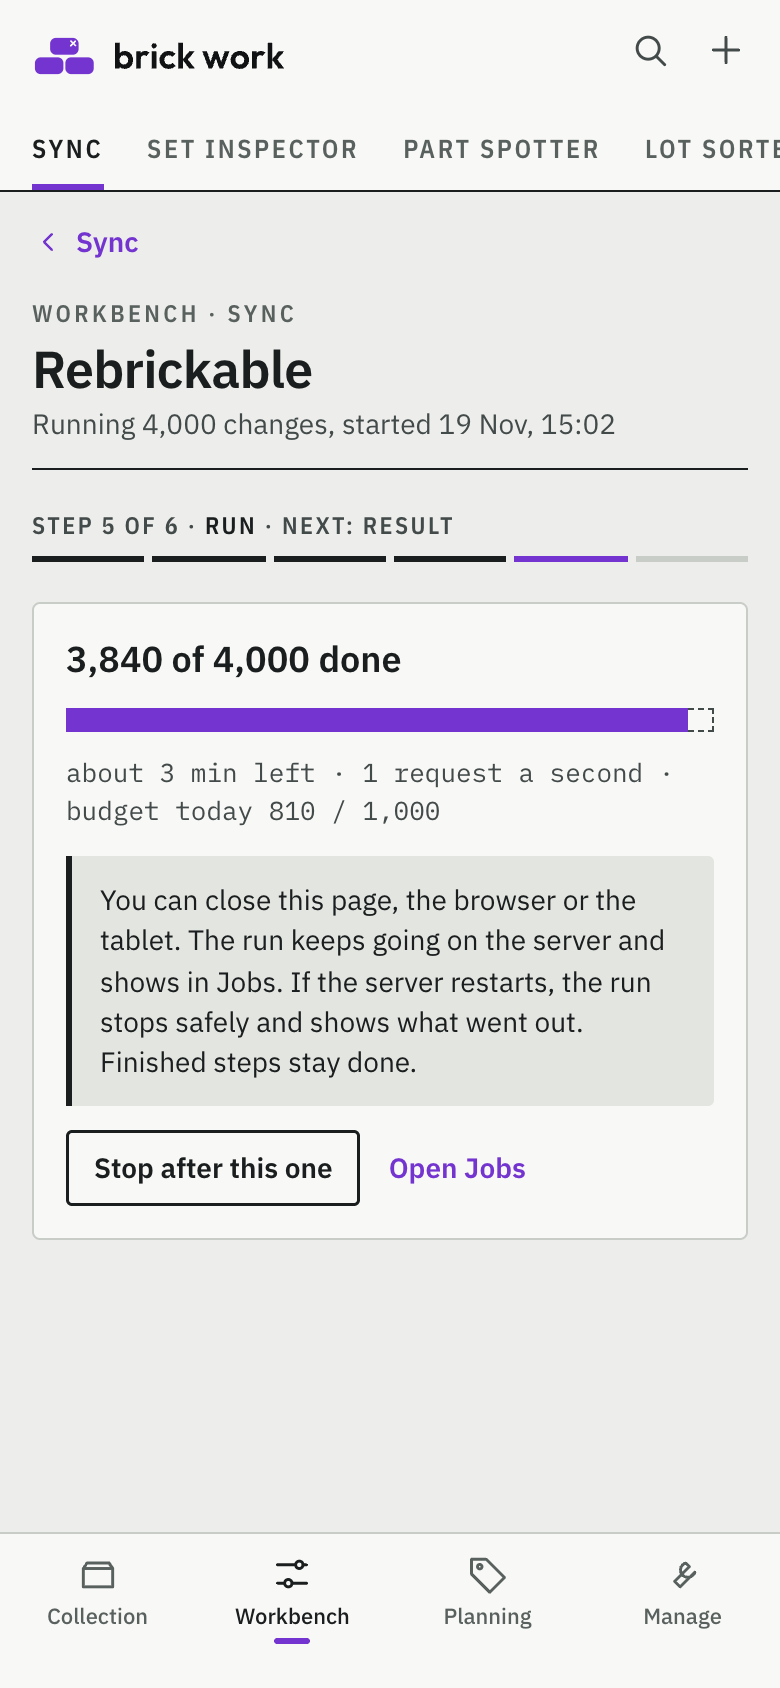 brick work
SYNC SET INSPECTOR PART SPOTTER LOT SORTE
Sync
WORKBENCH · SYNC
Rebrickable
Running 4,000 changes, started 19 Nov, 15:02
STEP 5 OF 6 · RUN · NEXT: RESULT
3,840 of 4,000 done
about 3 min left · 1 request a second ·
budget today 810 / 1,000
You can close this page, the browser or the
tablet. The run keeps going on the server and
shows in Jobs. If the server restarts, the run
stops safely and shows what went out.
Finished steps stay done.
Stop after this one Open Jobs
Collection Workbench Planning Manage